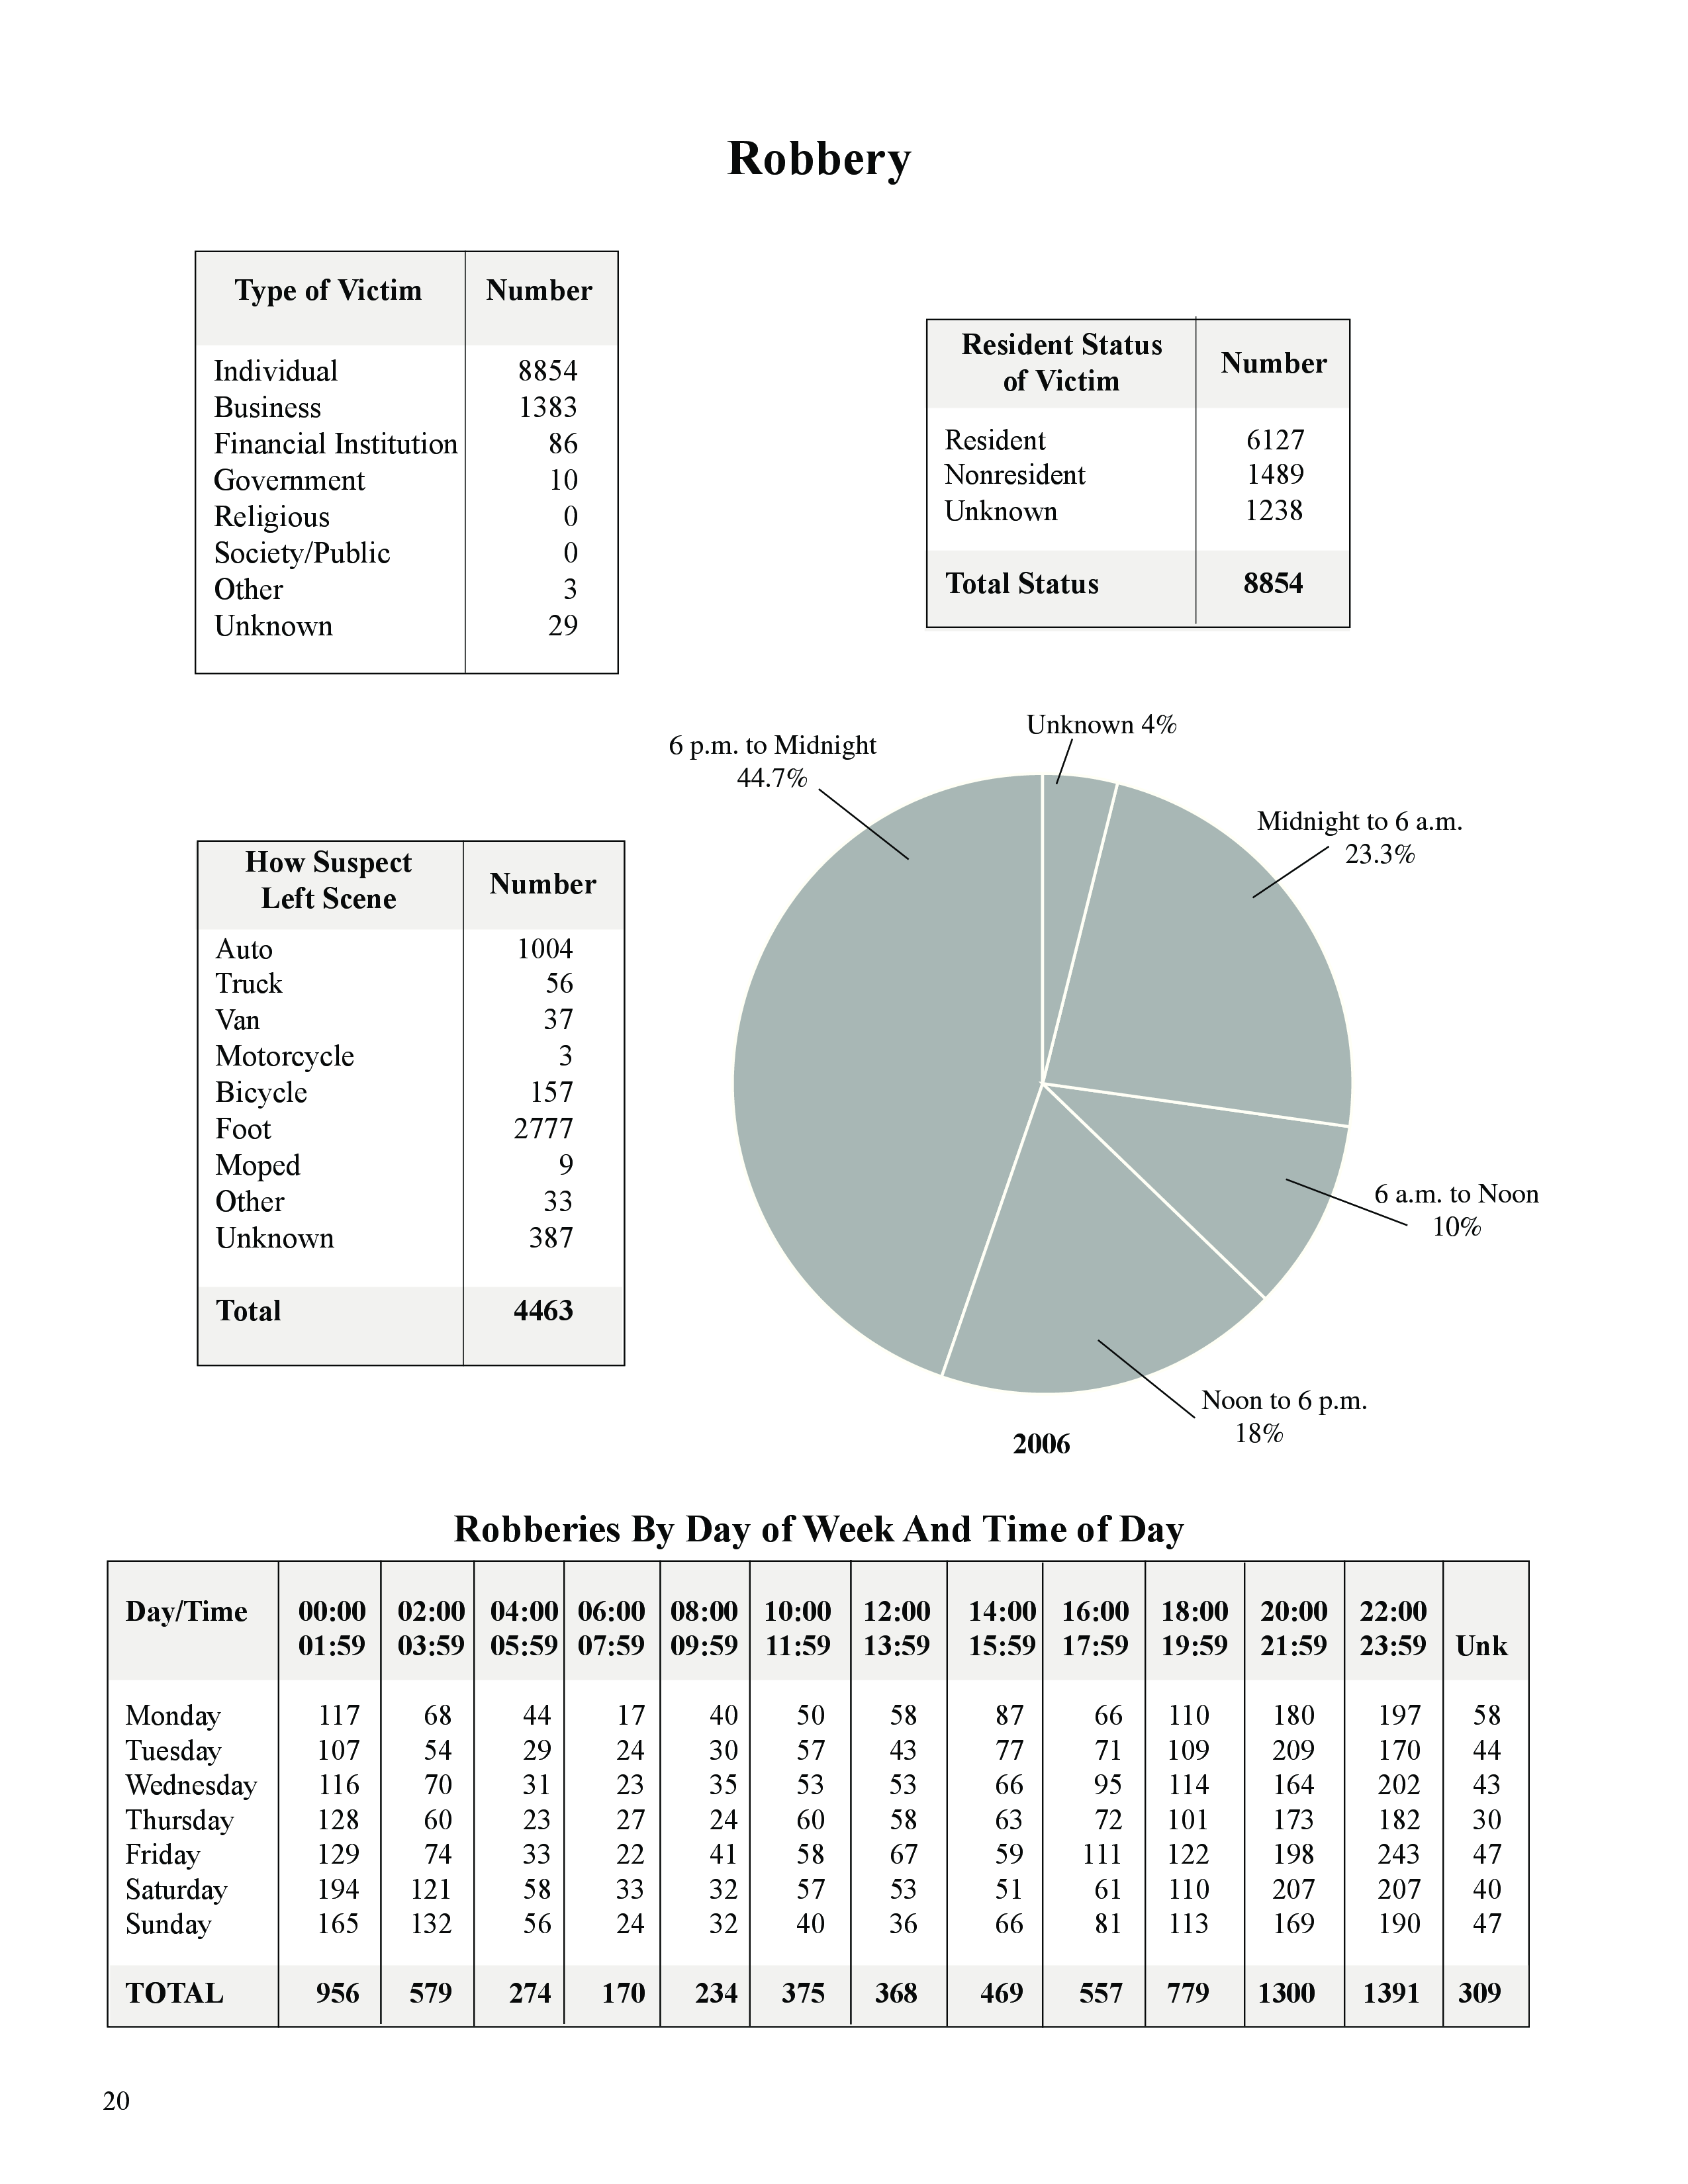 Robbery
Type of Victim Number
Individual 8854
Business 1383
Financial Institution 86
Government 10
Religious 0
Society/Public 0
Other 3
Unknown 29
Resident Status
of Victim
Number
Resident 6127
Nonresident 1489
Unknown 1238
Total Status 8854
How Suspect
Left Scene
Number
Auto 1004
Truck 56
Van 37
Motorcycle 3
Bicycle 157
Foot 2777
Moped 9
Other 33
Unknown 387
Total 4463
6 p.m. to Midnight
44.7%
Unknown 4%
Midnight to 6 a.m.
23.3%
6 a.m. to Noon
10%
Noon to 6 p.m.
18%
2006
Robberies By Day of Week And Time of Day
Day/Time 00:00 02:00 04:00 06:00 08:00 10:00 12:00 14:00 16:00 18:00 20:00 22:00
01:59 03:59 05:59 07:59 09:59 11:59 13:59 15:59 17:59 19:59 21:59 23:59 Unk
Monday 117 68 44 17 40 50 58 87 66 110 180 197 58
Tuesday 107 54 29 24 30 57 43 77 71 109 209 170 44
Wednesday 116 70 31 23 35 53 53 66 95 114 164 202 43
Thursday 128 60 23 27 24 60 58 63 72 101 173 182 30
Friday 129 74 33 22 41 58 67 59 111 122 198 243 47
Saturday 194 121 58 33 32 57 53 51 61 110 207 207 40
Sunday 165 132 56 24 32 40 36 66 81 113 169 190 47
TOTAL 956 579 274 170 234 375 368 469 557 779 1300 1391 309
20